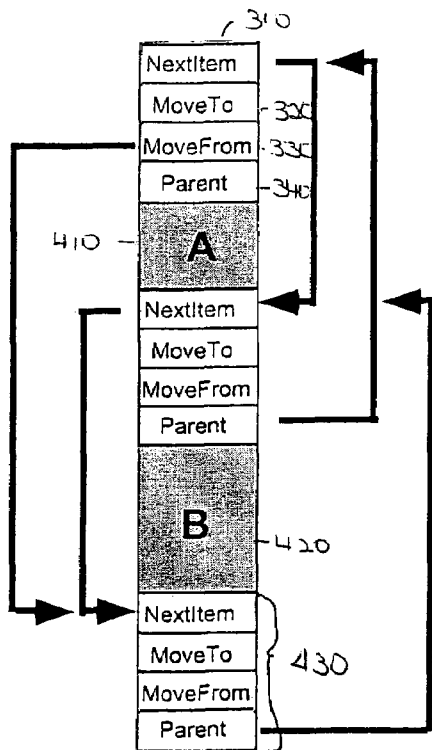 310
NextItem
MoveTo 320
MoveFrom 330
Parent 340
410 A
NextItem
MoveTo
MoveFrom
Parent
B
420
NextItem
MoveTo 430
MoveFrom
Parent